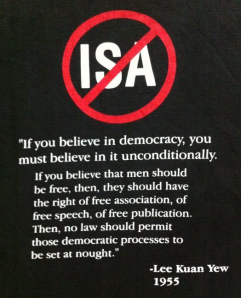 ISA
"If you believe in democracy, you
must believe in it unconditionally.
If you believe that men should
be free, then, they should have
the right of free association, of
free speech, of free publication.
Then, no law should permit
those democratic processes to
be set at nought."
-Lee Kuan Yew
1955